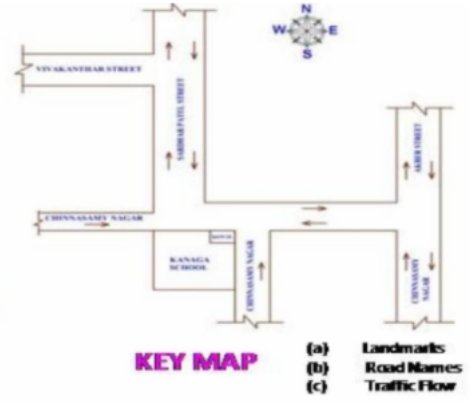 N
W E
S
VIVAKANTHAR STREET
SARDHAR PATEL STREET
AKBER STREET
CHINNASAMY NAGAR
KANAGA
SCHOOL
CHINNASAMY NAGAR
CHINNASAMY
NAGAR
KEY MAP
(a) Landmarks
(b) Road Names
(c) Traffic Flow